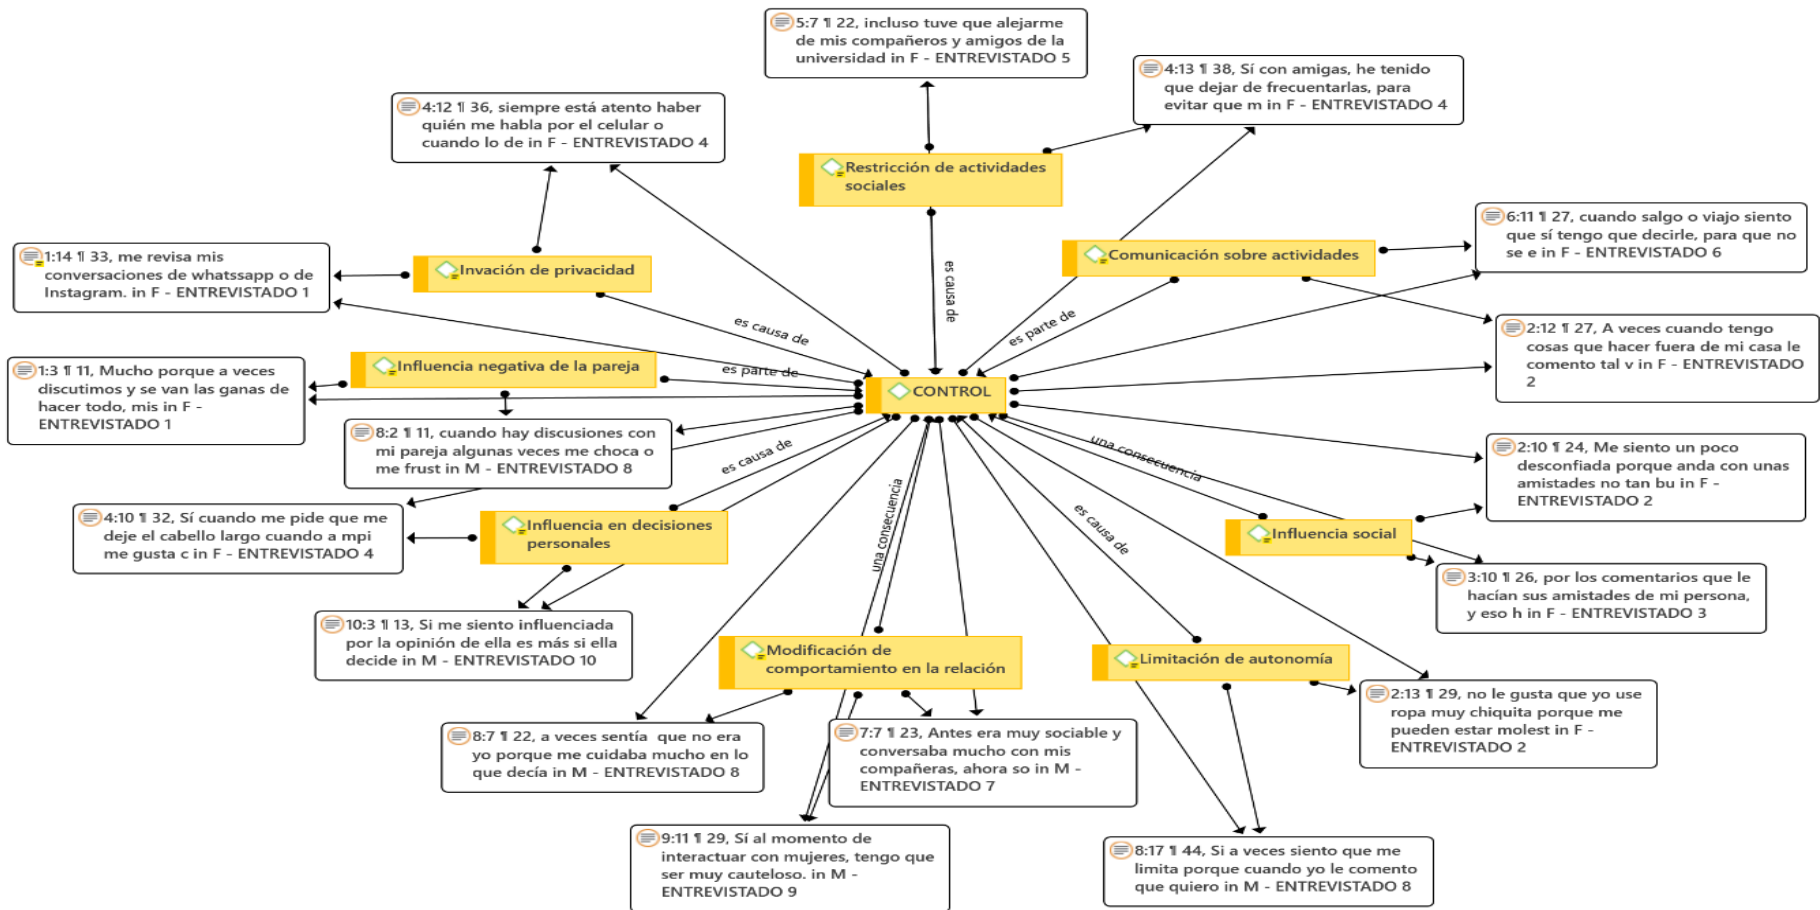 5:7 ¶ 22, incluso tuve que alejarme
de mis compañeros y amigos de la
universidad in F - ENTREVISTADO 5
4:13 ¶ 38, Sí con amigas, he tenido
que dejar de frecuentarlas, para
evitar que m in F - ENTREVISTADO 4
4:12 ¶ 36, siempre está atento haber
quién me habla por el celular o
cuando lo de in F - ENTREVISTADO 4
Restricción de actividades
sociales
6:11 ¶ 27, cuando salgo o viajo siento
que sí tengo que decirle, para que no
se e in F - ENTREVISTADO 6
Comunicación sobre actividades
1:14 ¶ 33, me revisa mis
conversaciones de whatssapp o de
Instagram. in F - ENTREVISTADO 1
Invación de privacidad
es causa de
es causa de
es parte de
2:12 ¶ 27, A veces cuando tengo
cosas que hacer fuera de mi casa le
comento tal v in F - ENTREVISTADO
2
1:3 ¶ 11, Mucho porque a veces
discutimos y se van las ganas de
hacer todo, mis in F -
ENTREVISTADO 1
Influencia negativa de la pareja
es parte de
CONTROL
8:2 ¶ 11, cuando hay discusiones con
mi pareja algunas veces me choca o
me frust in M - ENTREVISTADO 8
es causa de
una consecuencia
2:10 ¶ 24, Me siento un poco
desconfiada porque anda con unas
amistades no tan bu in F -
ENTREVISTADO 2
4:10 ¶ 32, Sí cuando me pide que me
deje el cabello largo cuando a mpi
me gusta c in F - ENTREVISTADO 4
Influencia en decisiones
personales
una consecuencia
es causa de
Influencia social
3:10 ¶ 26, por los comentarios que le
hacían sus amistades de mi persona,
y eso h in F - ENTREVISTADO 3
10:3 ¶ 13, Si me siento influenciada
por la opinión de ella es más si ella
decide in M - ENTREVISTADO 10
Modificación de
comportamiento en la relación
Limitación de autonomía
2:13 ¶ 29, no le gusta que yo use
ropa muy chiquita porque me
pueden estar molest in F -
ENTREVISTADO 2
8:7 ¶ 22, a veces sentía que no era
yo porque me cuidaba mucho en lo
que decía in M - ENTREVISTADO 8
7:7 ¶ 23, Antes era muy sociable y
conversaba mucho con mis
compañeras, ahora so in M -
ENTREVISTADO 7
9:11 ¶ 29, Sí al momento de
interactuar con mujeres, tengo que
ser muy cauteloso. in M -
ENTREVISTADO 9
8:17 ¶ 44, Si a veces siento que me
limita porque cuando yo le comento
que quiero in M - ENTREVISTADO 8